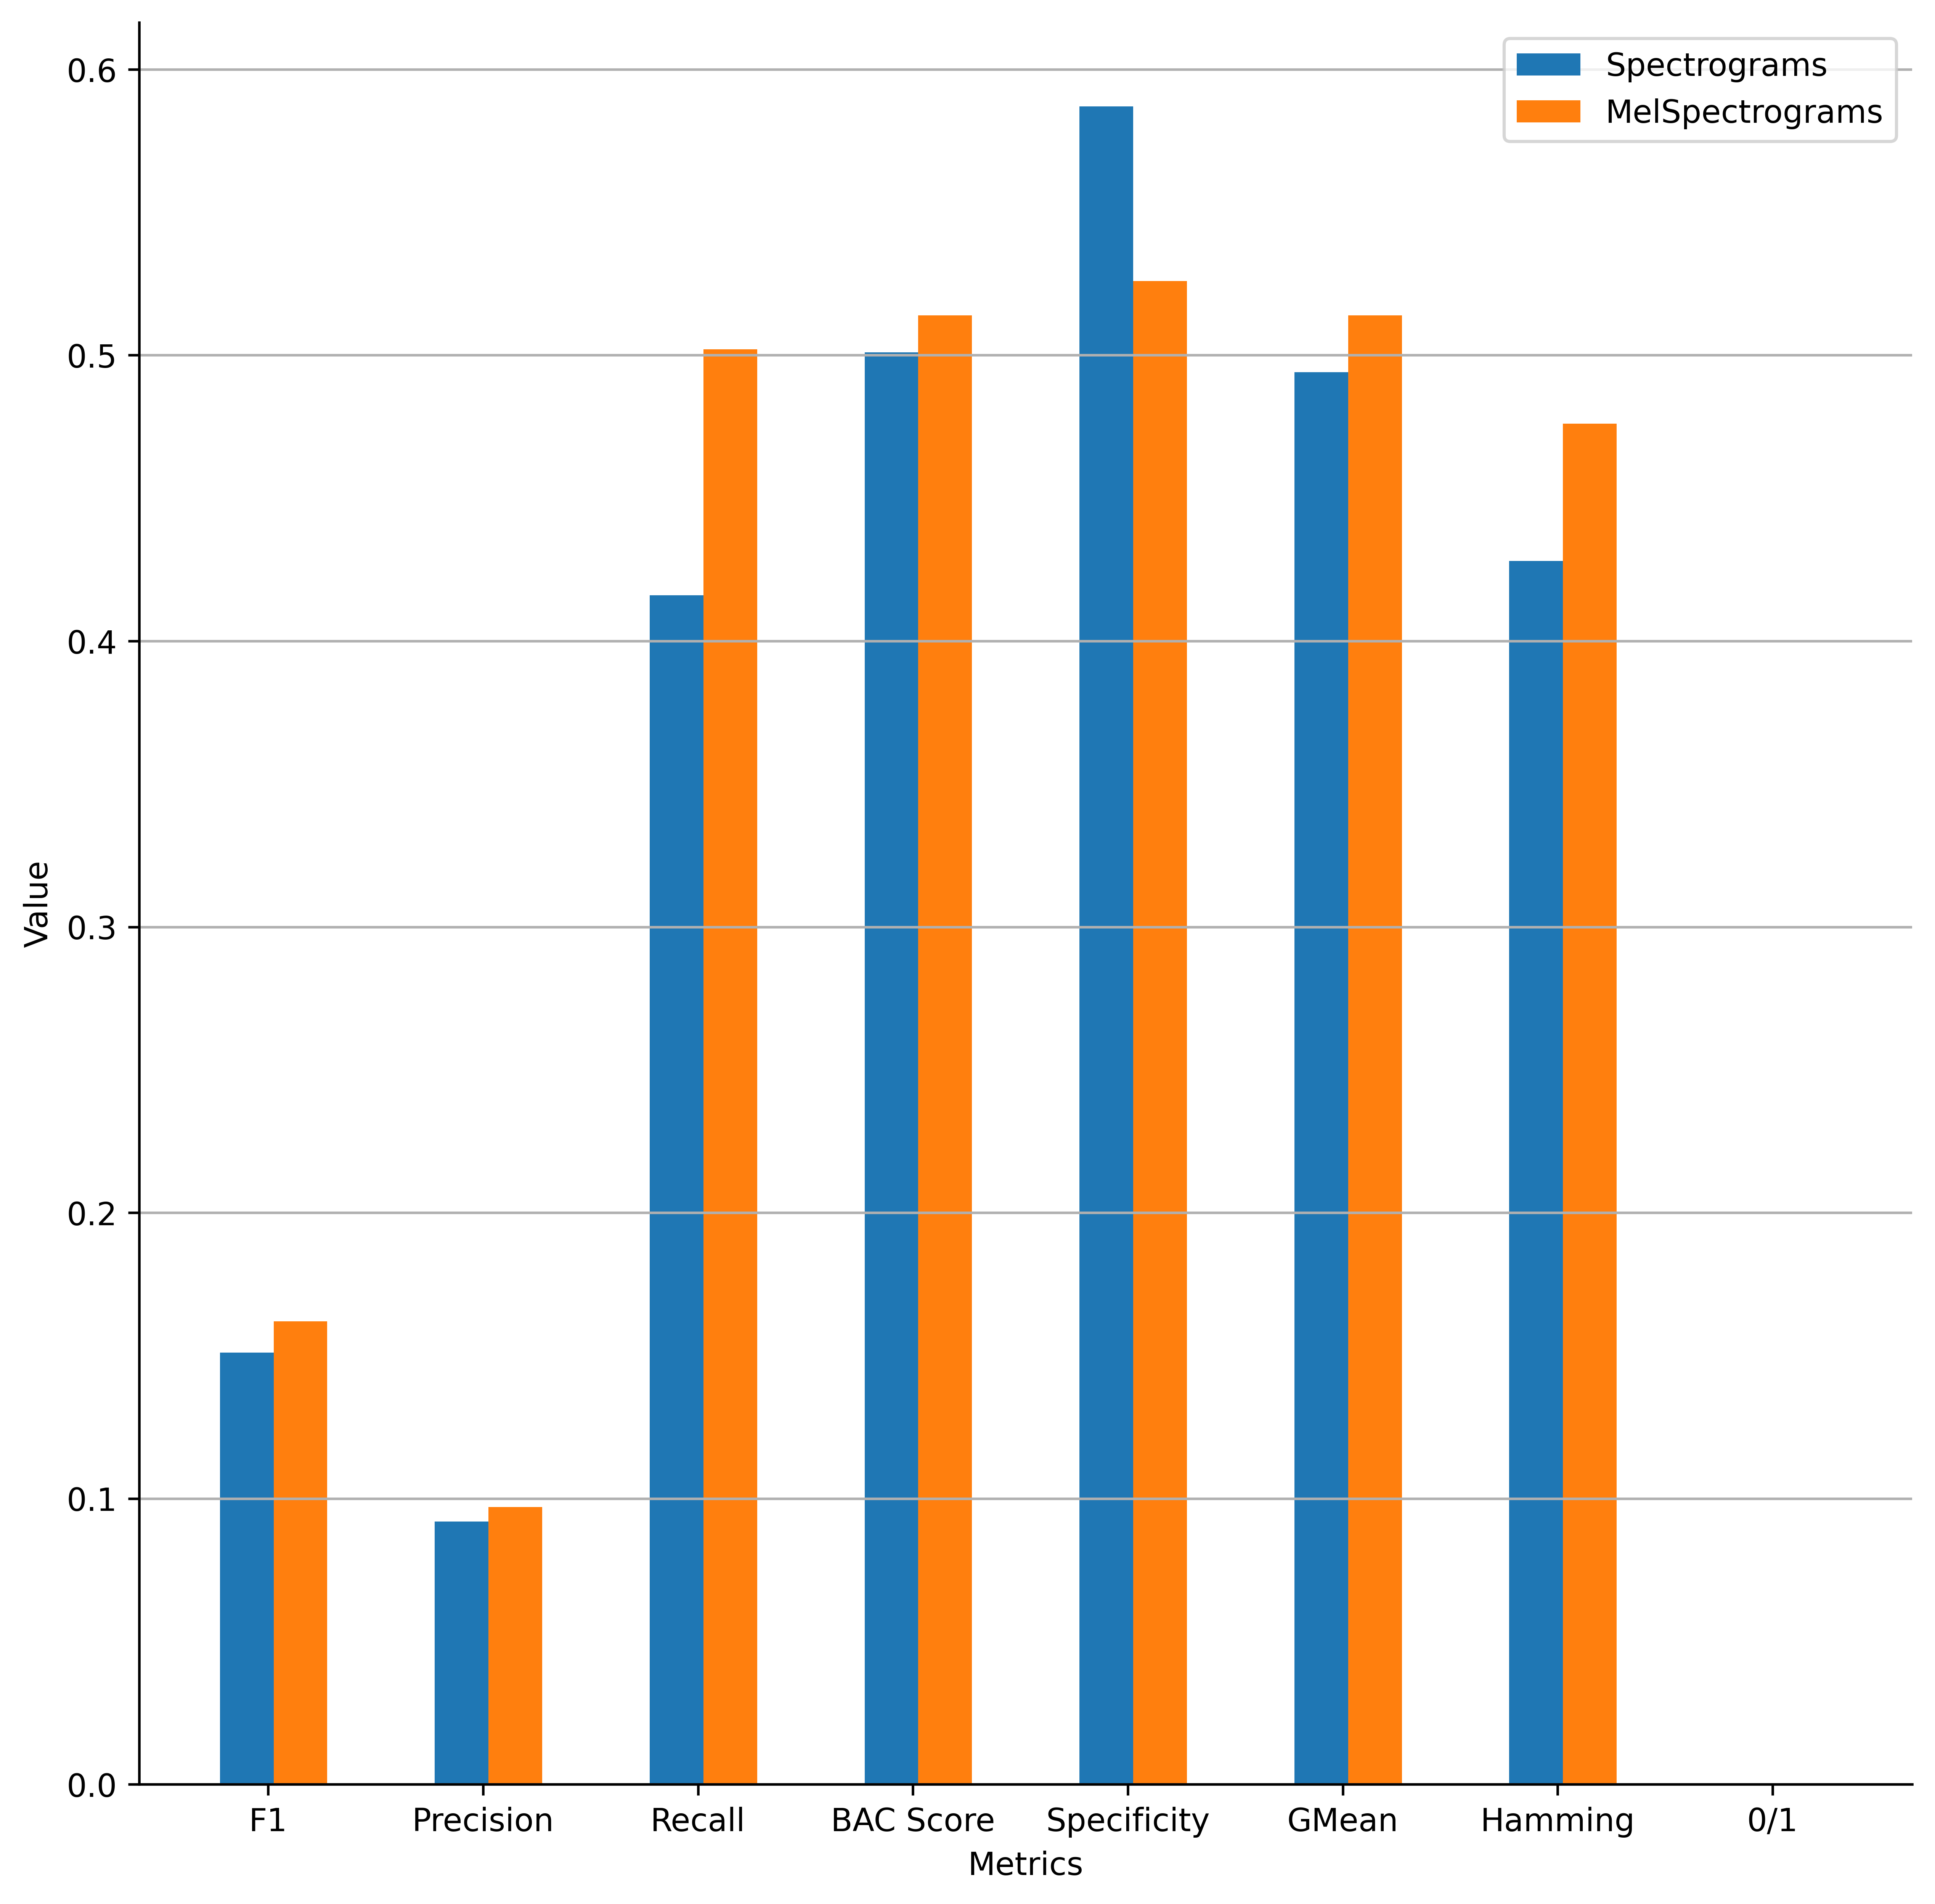 Spectrograms
MelSpectrograms
0.6
0.5
0.4
0.3
0.2
0.1
0.0
Value
F1 Precision Recall BAC Score Specificity GMean Hamming 0/1
Metrics